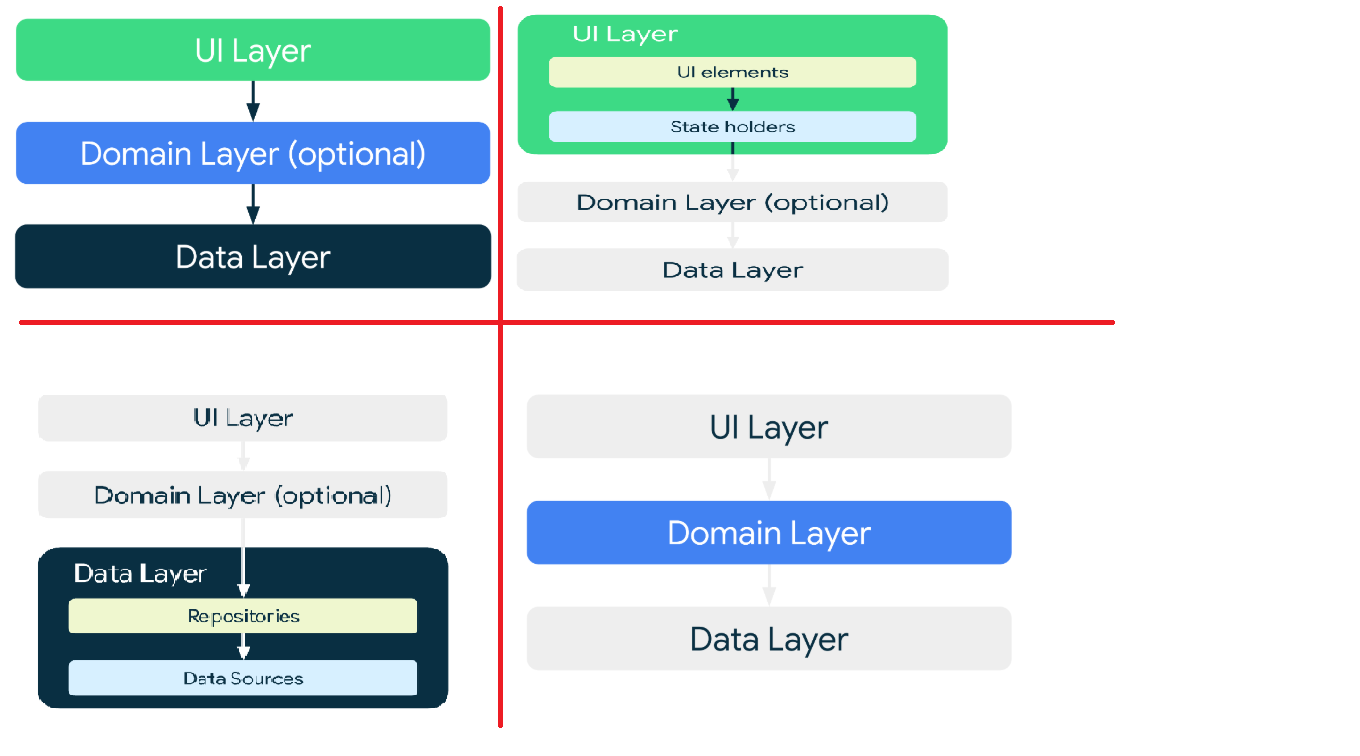 UI Layer
Domain Layer (optional)
Data Layer
UI Layer
UI elements
State holders
Domain Layer (optional)
Data Layer
UI Layer
Domain Layer (optional)
Data Layer
Repositories
Data Sources
UI Layer
Domain Layer
Data Layer